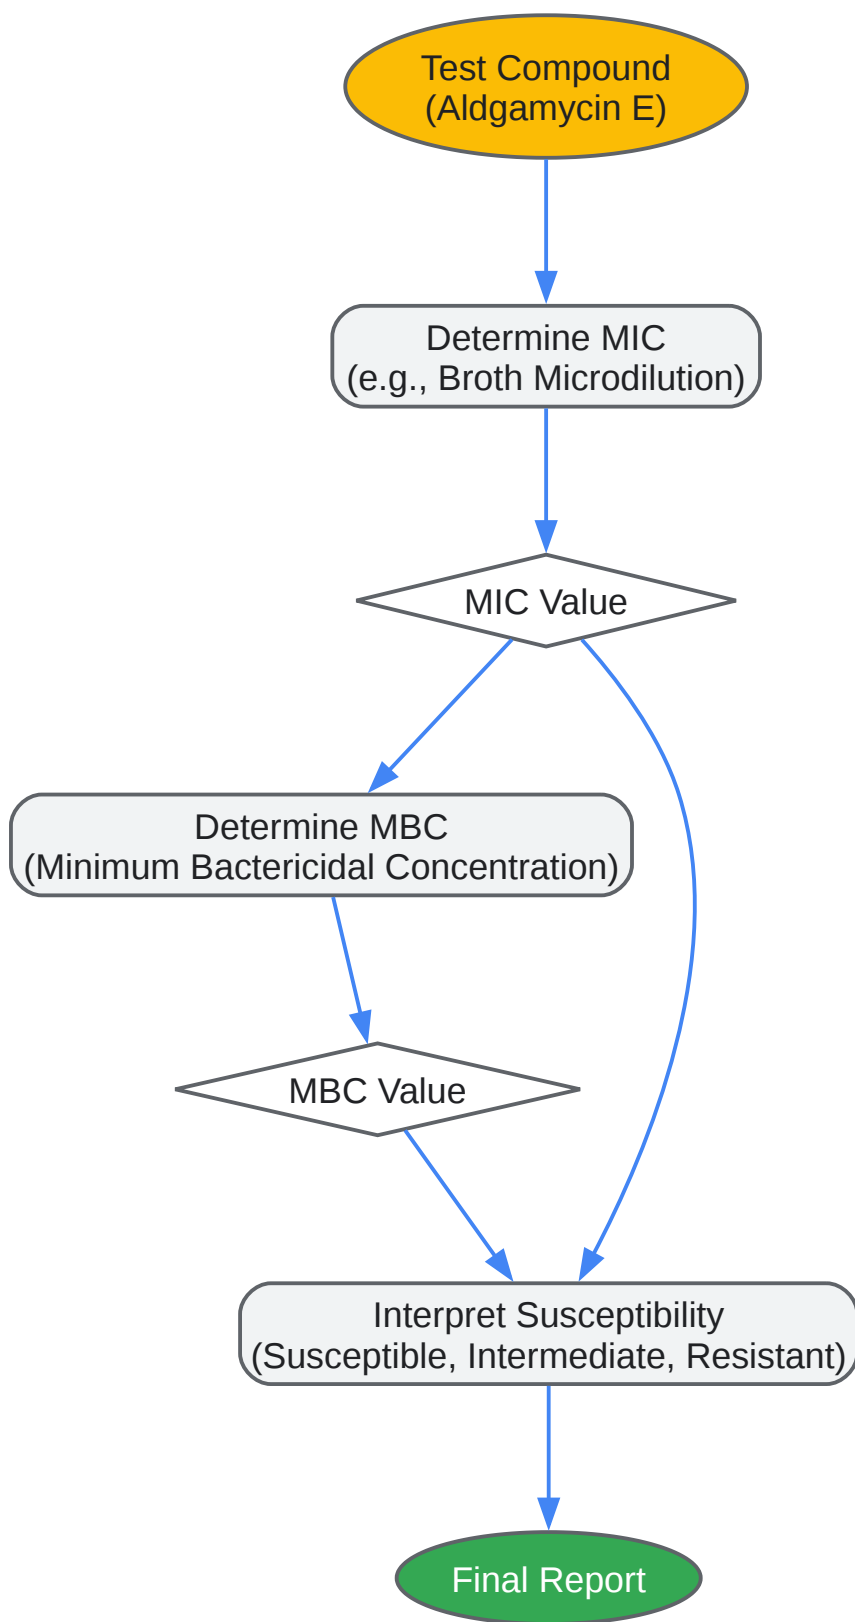 Test Compound
(Aldgamycin E)
Determine MIC
(e.g., Broth Microdilution)
MIC Value
Determine MBC
(Minimum Bactericidal Concentration)
MBC Value
Interpret Susceptibility
(Susceptible, Intermediate, Resistant)
Final Report